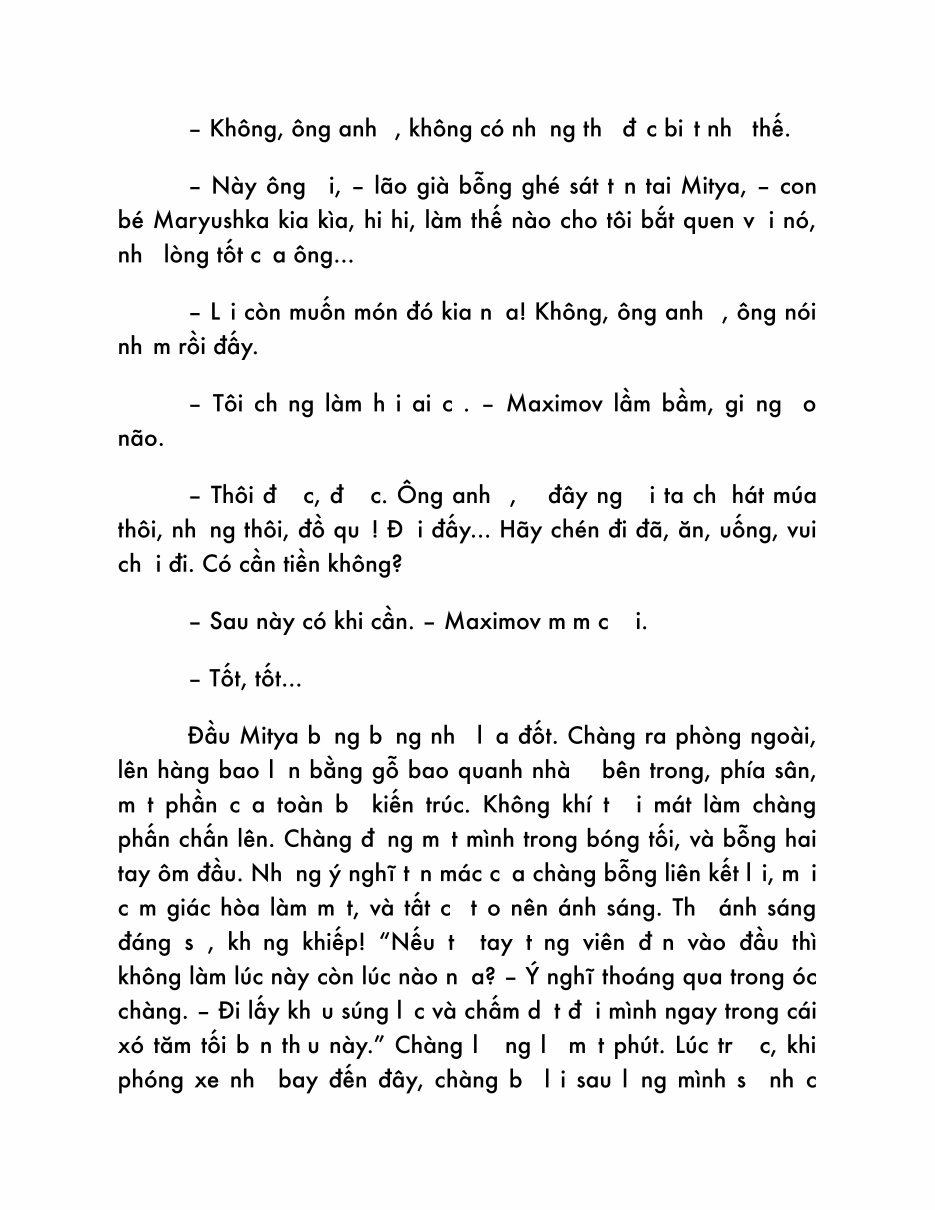 – Không, ông anh , không có nh ng th đ c bi t nh thế.
– Này ông i, – lão già bỗng ghé sát t n tai Mitya, – con
bé Maryushka kia kìa, hi hi, làm thế nào cho tôi bắt quen v i nó,
nh lòng tốt c a ông...
– L i còn muốn món đó kia n a! Không, ông anh , ông nói
nh m rồi đấy.
– Tôi ch ng làm h i ai c . – Maximov lầm bầm, gi ng o
não.
– Thôi đ c, đ c. Ông anh , đây ng i ta ch hát múa
thôi, nh ng thôi, đồ qu ! Đ i đấy... Hãy chén đi đã, ăn, uống, vui
ch i đi. Có cần tiền không?
– Sau này có khi cần. – Maximov m m c i.
– Tốt, tốt...
Đầu Mitya b ng b ng nh l a đốt. Chàng ra phòng ngoài,
lên hàng bao l n bằng gỗ bao quanh nhà bên trong, phía sân,
m t phần c a toàn b kiến trúc. Không khí t i mát làm chàng
phấn chấn lên. Chàng đ ng m t mình trong bóng tối, và bỗng hai
tay ôm đầu. Nh ng ý nghĩ t n mác c a chàng bỗng liên kết l i, m i
c m giác hòa làm m t, và tất c t o nên ánh sáng. Th ánh sáng
đáng s , kh ng khiếp! “Nếu t tay t ng viên đ n vào đầu thì
không làm lúc này còn lúc nào n a? – Ý nghĩ thoáng qua trong óc
chàng. – Đi lấy kh u súng l c và chấm d t đ i mình ngay trong cái
xó tăm tối b n th u này.” Chàng l ng l m t phút. Lúc tr c, khi
phóng xe nh bay đến đây, chàng b l i sau l ng mình s nh c